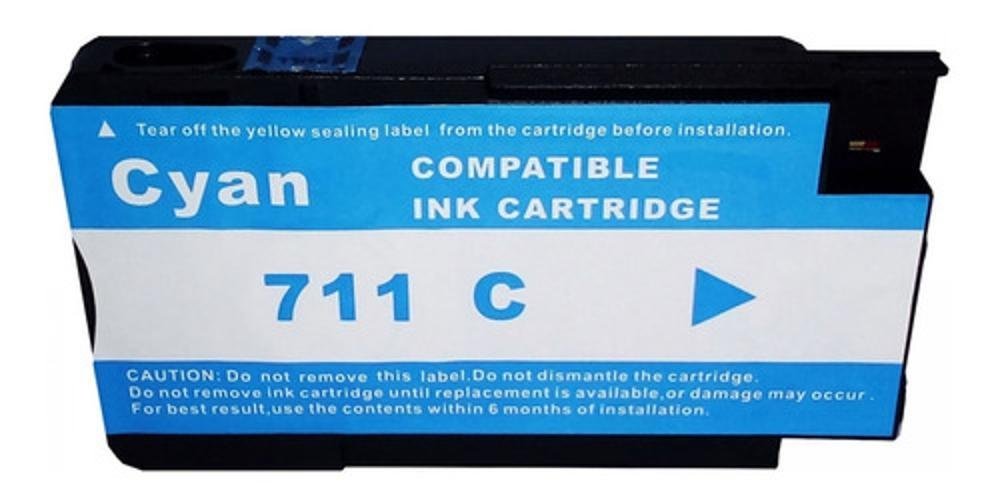 Tear off the yellow sealing label from the cartridge before installation.
Cyan
COMPATIBLE
INK CARTRIDGE
711 C
CAUTION: Do not remove this label.Do not dismantle the cartridge.
Do not remove ink cartridge until replacement is available,or damage may occur.
For best result,use the contents within 6 months of installation.